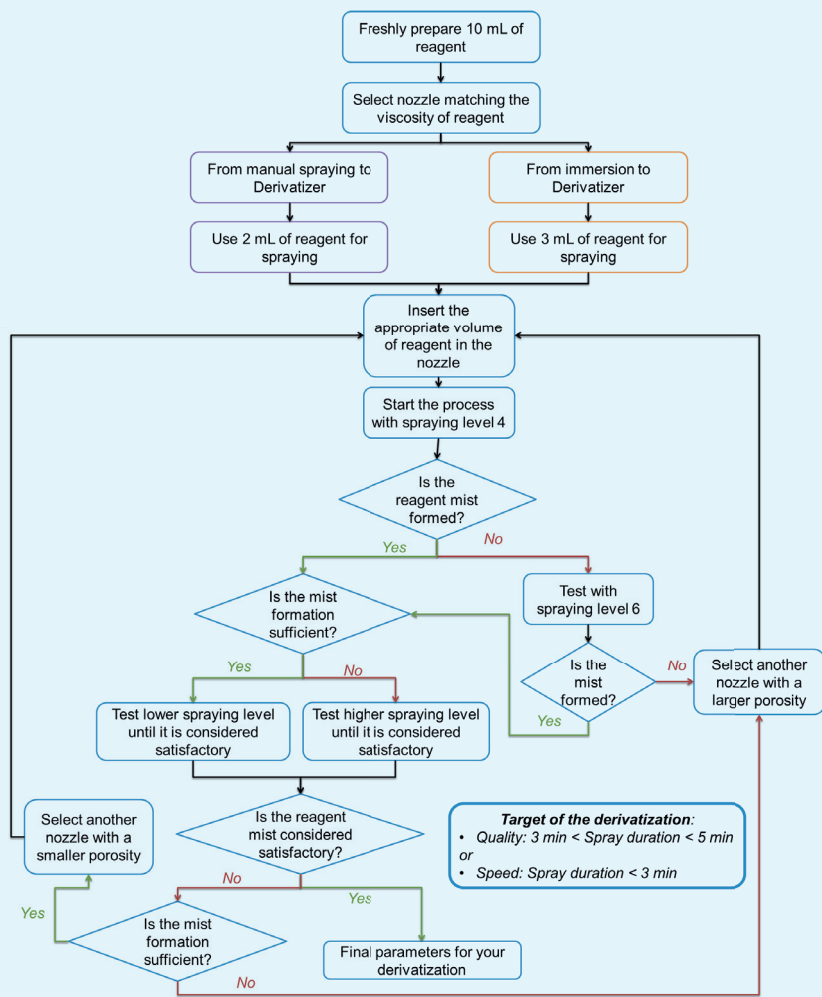 Freshly prepare 10 mL of
reagent
Select nozzle matching the
viscosity of reagent
From manual spraying to
Derivatizer
From immersion to
Derivatizer
Use 2 mL of reagent for
spraying
Use 3 mL of reagent for
spraying
Insert the
appropriate volume
of reagent in the
nozzle
Start the process
with spraying level 4
Is the
reagent mist
formed?
Yes
No
Is the mist
formation
sufficient?
Test with
spraying level 6
Is the
mist
formed?
No
Yes
Select another
nozzle with a
larger porosity
Yes
No
Test lower spraying level
until it is considered
satisfactory
Test higher spraying level
until it is considered
satisfactory
Is the reagent
mist considered
satisfactory?
Select another
nozzle with a
smaller porosity
Target of the derivatization:
• Quality: 3 min < Spray duration < 5 min
or
• Speed: Spray duration < 3 min
No
Yes
Yes
Is the mist
formation
sufficient?
Final parameters for your
derivatization
No